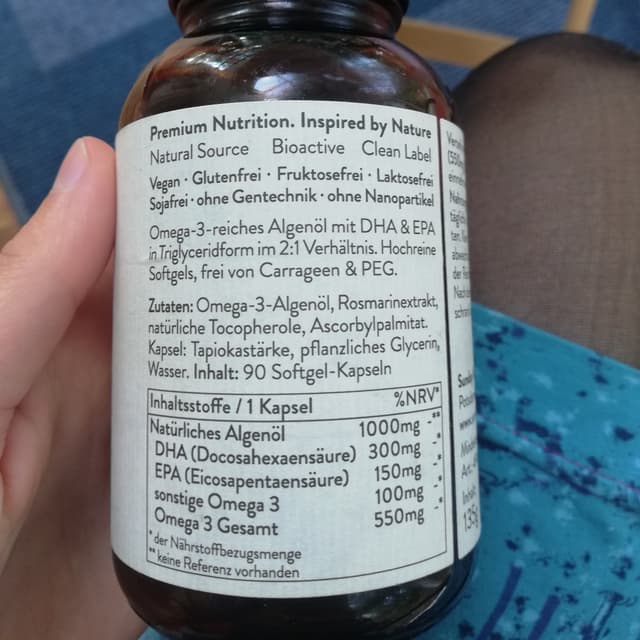 Premium Nutrition. Inspired by Nature
Natural Source Bioactive Clean Label
Vegan · Glutenfrei · Fruktosefrei · Laktosefrei
Sojafrei · ohne Gentechnik · ohne Nanopartikel
Omega-3-reiches Algenöl mit DHA & EPA
in Triglyceridform im 2:1 Verhältnis. Hochreine
Softgels, frei von Carrageen & PEG.
Zutaten: Omega-3-Algenöl, Rosmarinextrakt,
natürliche Tocopherole, Ascorbylpalmitat.
Kapsel: Tapiokastärke, pflanzliches Glycerin,
Wasser. Inhalt: 90 Softgel-Kapseln
Inhaltsstoffe / 1 Kapsel %NRV*
Natürliches Algenöl 1000mg -**
DHA (Docosahexaensäure) 300mg -*
EPA (Eicosapentaensäure) 150mg -*
sonstige Omega 3 100mg -*
Omega 3 Gesamt 550mg -*
* der Nährstoffbezugsmenge
** keine Referenz vorhanden
135g